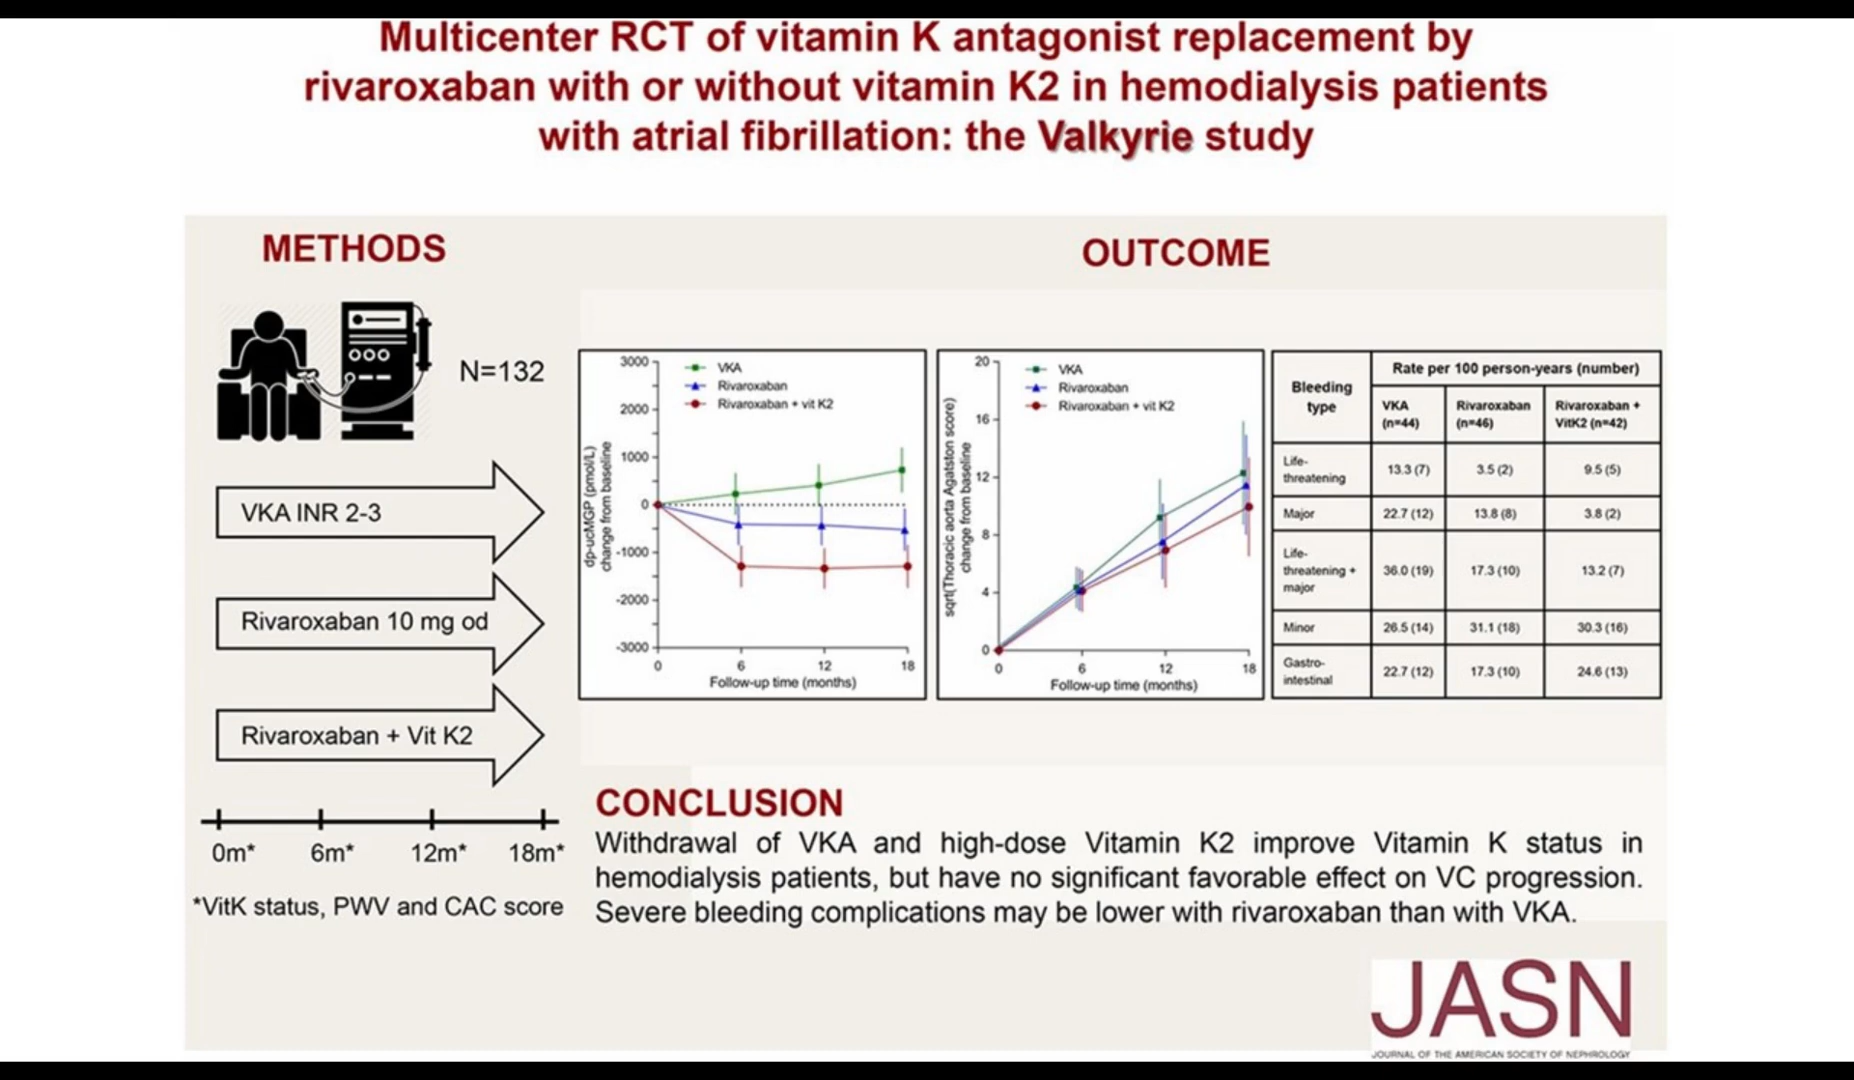 Multicenter RCT of vitamin K antagonist replacement by
rivaroxaban with or without vitamin K2 in hemodialysis patients
with atrial fibrillation: the Valkyrie study
METHODS
N=132
VKA INR 2-3
Rivaroxaban 10 mg od
Rivaroxaban + Vit K2
0m* 6m* 12m* 18m*
*VitK status, PWV and CAC score
OUTCOME
dp-ucMGP (pmol/L)
change from baseline
3000
2000
1000
0
-1000
-2000
-3000
VKA
Rivaroxaban
Rivaroxaban + vit K2
0 6 12 18
Follow-up time (months)
sqrt(Thoracic aorta Agatston score)
change from baseline
20
16
12
8
4
0
VKA
Rivaroxaban
Rivaroxaban + vit K2
0 6 12 18
Follow-up time (months)
Bleeding
type
Rate per 100 person-years (number)
VKA
(n=44)
Rivaroxaban
(n=46)
Rivaroxaban +
VitK2 (n=42)
Life-
threatening
13.3 (7) 3.5 (2) 9.5 (5)
Major 22.7 (12) 13.8 (8) 3.8 (2)
Life-
threatening +
major
36.0 (19) 17.3 (10) 13.2 (7)
Minor 26.5 (14) 31.1 (18) 30.3 (16)
Gastro-
intestinal
22.7 (12) 17.3 (10) 24.6 (13)
CONCLUSION
Withdrawal of VKA and high-dose Vitamin K2 improve Vitamin K status in
hemodialysis patients, but have no significant favorable effect on VC progression.
Severe bleeding complications may be lower with rivaroxaban than with VKA.
JASN
JOURNAL OF THE AMERICAN SOCIETY OF NEPHROLOGY